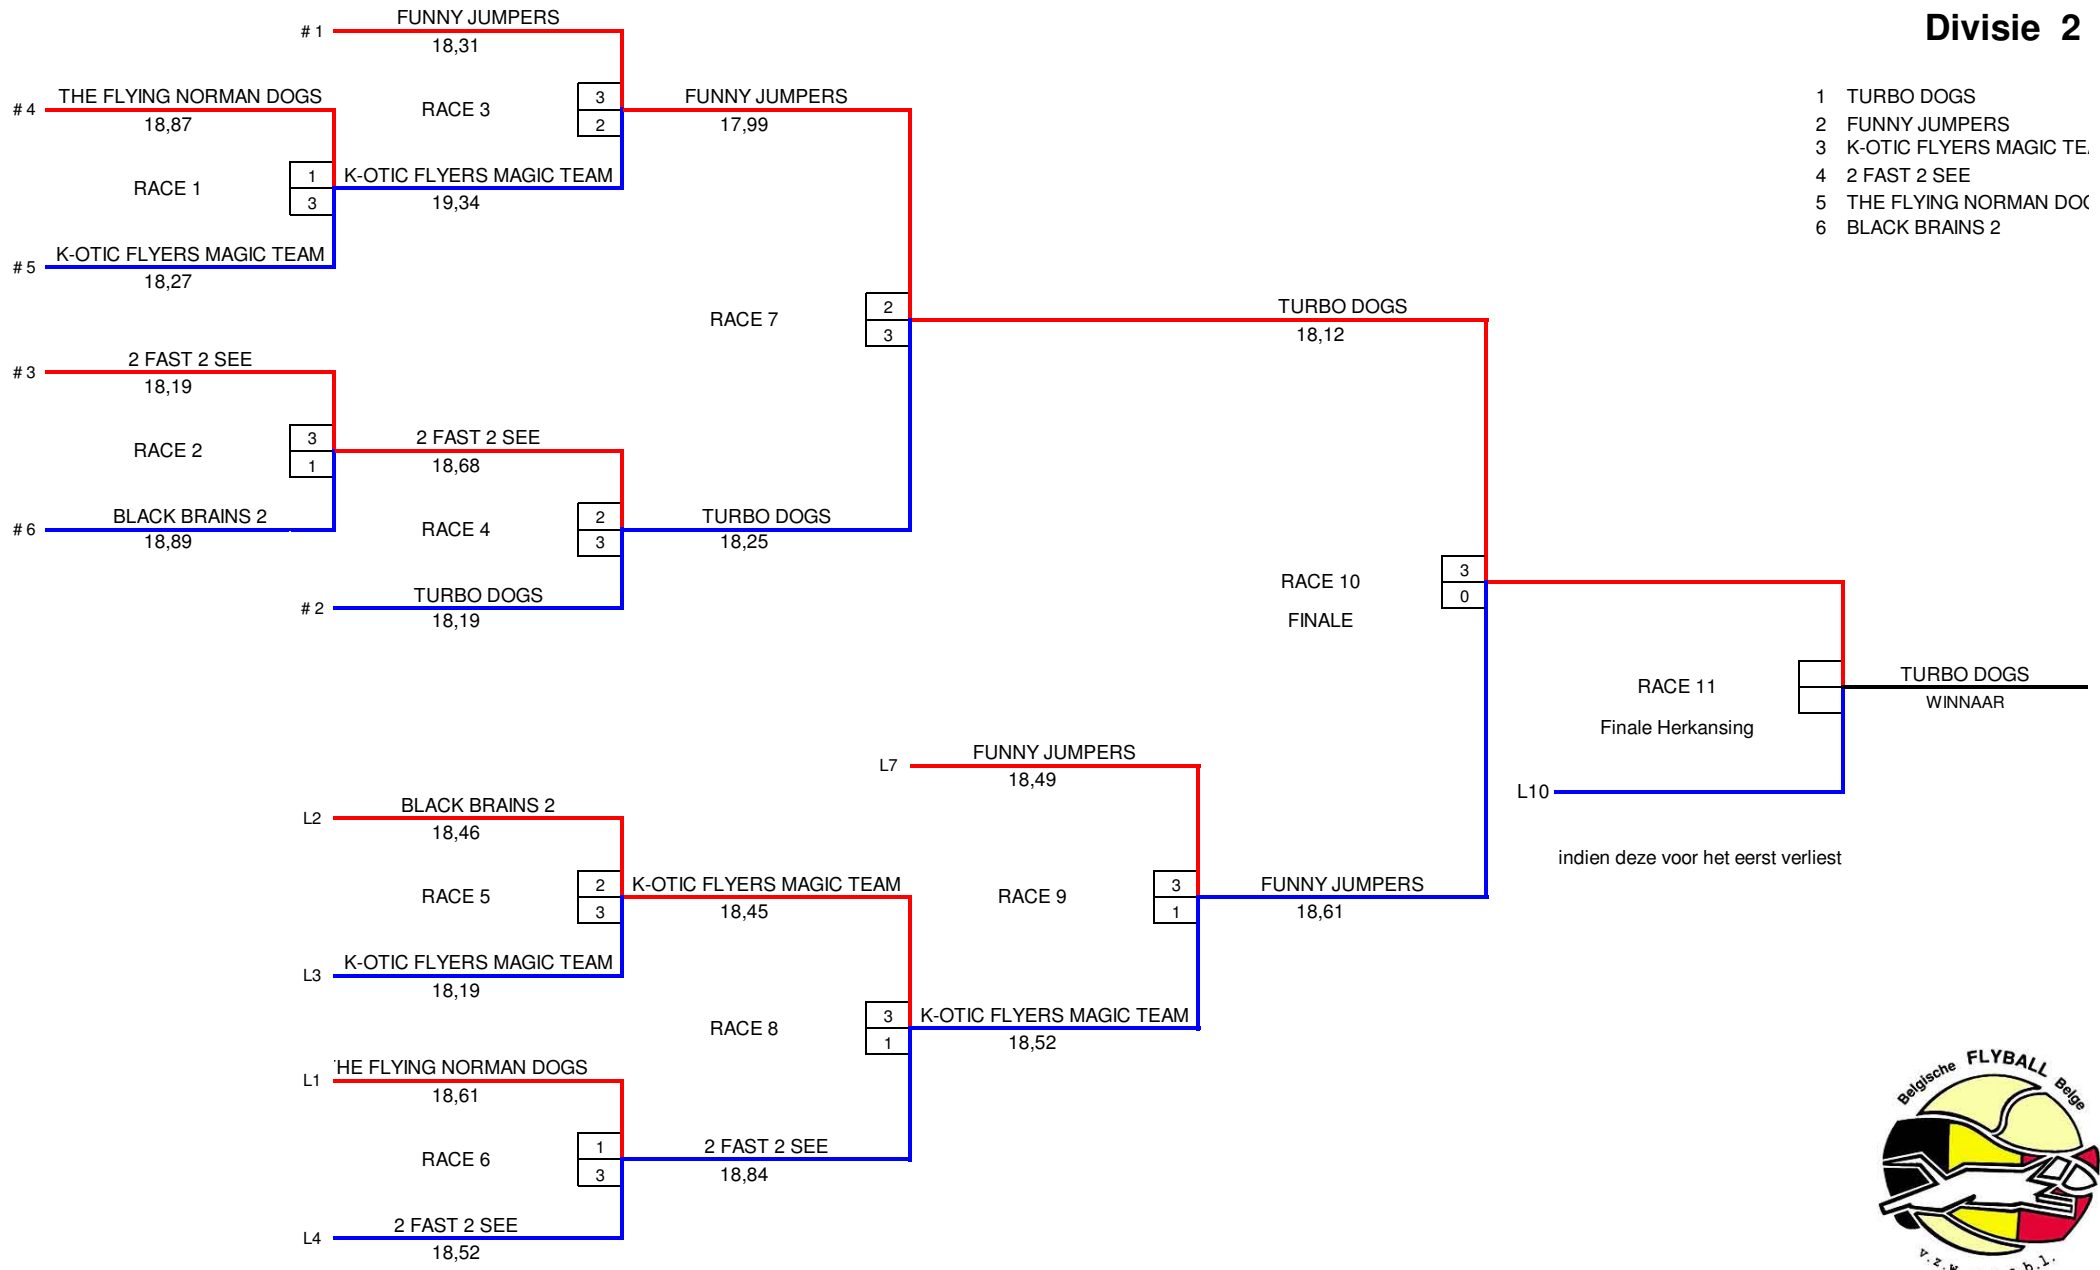 Divisie 2
1 TURBO DOGS
2 FUNNY JUMPERS
3 K-OTIC FLYERS MAGIC TE
4 2 FAST 2 SEE
5 THE FLYING NORMAN DO
6 BLACK BRAINS 2
# 1 FUNNY JUMPERS
18,31
# 4 THE FLYING NORMAN DOGS
18,87
RACE 3
3
2
FUNNY JUMPERS
17,99
RACE 1
1
3
K-OTIC FLYERS MAGIC TEAM
19,34
# 5 K-OTIC FLYERS MAGIC TEAM
18,27
RACE 7
2
3
TURBO DOGS
18,12
# 3 2 FAST 2 SEE
18,19
RACE 2
3
1
2 FAST 2 SEE
18,68
# 6 BLACK BRAINS 2
18,89
RACE 4
2
3
TURBO DOGS
18,25
# 2 TURBO DOGS
18,19
RACE 10
FINALE
3
0
RACE 11
Finale Herkansing
TURBO DOGS
WINNAAR
L10
indien deze voor het eerst verliest
L7 FUNNY JUMPERS
18,49
L2 BLACK BRAINS 2
18,46
RACE 5
2
3
K-OTIC FLYERS MAGIC TEAM
18,45
RACE 9
3
1
FUNNY JUMPERS
18,61
L3 K-OTIC FLYERS MAGIC TEAM
18,19
RACE 8
3
1
K-OTIC FLYERS MAGIC TEAM
18,52
L1 HE FLYING NORMAN DOGS
18,61
RACE 6
1
3
2 FAST 2 SEE
18,84
L4 2 FAST 2 SEE
18,52
Belgische FLYBALL Belge
v.z.w. b.l.